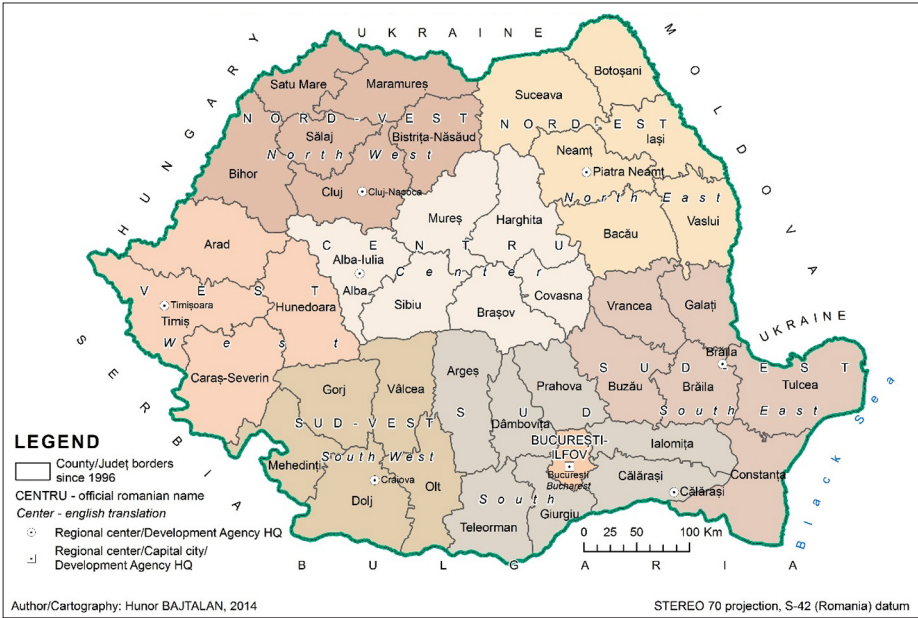 HUNGARY
UKRAINE
MOLDOVA
Satu Mare
Maramureș
Botoșani
Suceava
NORD-VEST
North West
NORD-EST
North East
Sălaj
Bistrița-Năsăud
Iași
Neamț
Piatra Neamț
Bihor
Cluj
Cluj-Napoca
Mureș
Harghita
Vaslui
Bacău
Arad
CENTRU
Center
Alba-Iulia
Alba
Sibiu
Brașov
Covasna
VEST
West
Timișoara
Timiș
Hunedoara
Vrancea
Galați
UKRAINE
SERBIA
Caraș-Severin
Gorj
Vâlcea
Argeș
Prahova
Dâmbovița
SUD-EST
South East
Brăila
Buzău
Brăila
Tulcea
SUD-VEST
South West
SUD
South
BUCUREȘTI-
ILFOV
București
Bucharest
Ialomița
Constanța
Mehedinți
Craiova
Dolj
Olt
Călărași
Călărași
Teleorman
Giurgiu
Black Sea
BULGARIA
LEGEND
County/Județ borders
since 1996
CENTRU - official romanian name
Center - english translation
Regional center/Development Agency HQ
Regional center/Capital city/
Development Agency HQ
0 25 50 100 Km
Author/Cartography: Hunor BAJTALAN, 2014
STEREO 70 projection, S-42 (Romania) datum